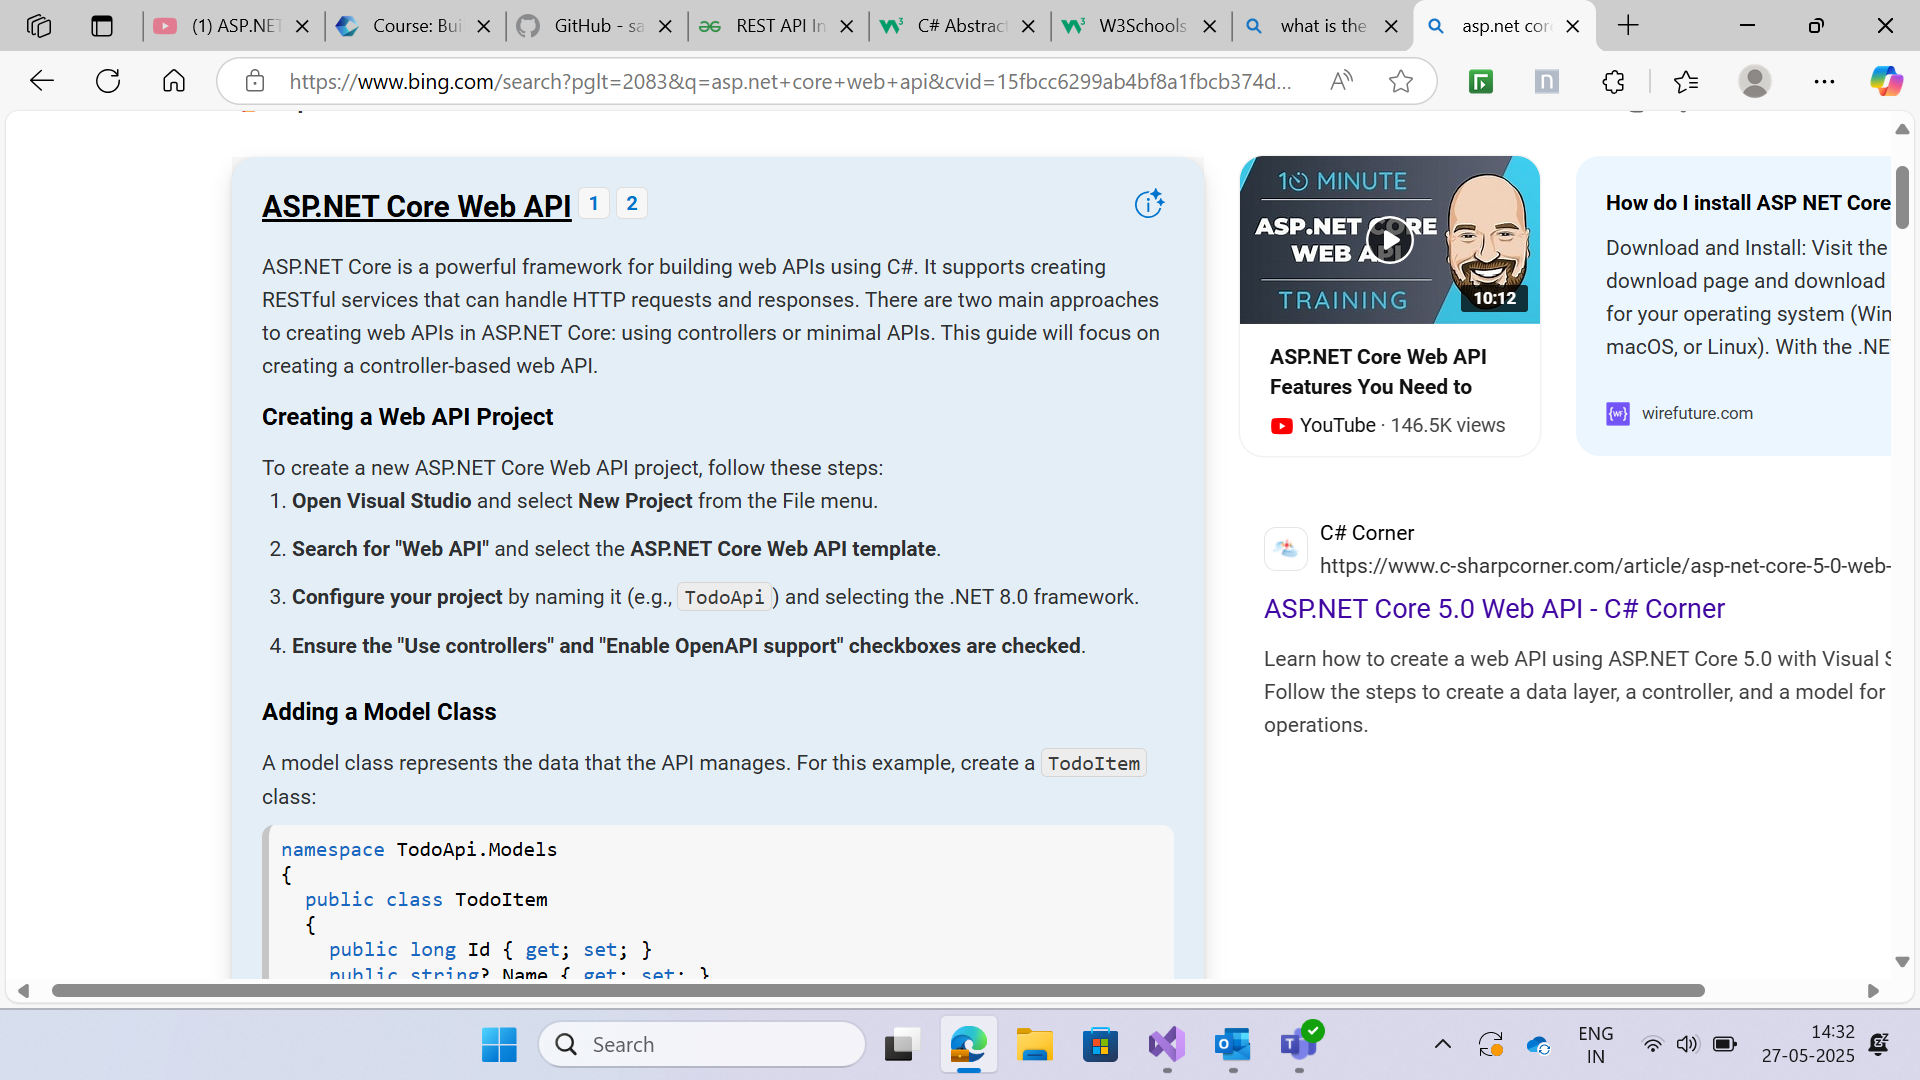 (1) ASP.NET
Course: Bui
GitHub - sa
REST API In
C# Abstract
W3Schools
what is the
asp.net core
https://www.bing.com/search?pglt=2083&q=asp.net+core+web+api&cvid=15fbcc6299ab4bf8a1fbcb374d...
ASP.NET Core Web API 1 2
ASP.NET Core is a powerful framework for building web APIs using C#. It supports creating
RESTful services that can handle HTTP requests and responses. There are two main approaches
to creating web APIs in ASP.NET Core: using controllers or minimal APIs. This guide will focus on
creating a controller-based web API.
Creating a Web API Project
To create a new ASP.NET Core Web API project, follow these steps:
1. Open Visual Studio and select New Project from the File menu.
2. Search for "Web API" and select the ASP.NET Core Web API template.
3. Configure your project by naming it (e.g., TodoApi) and selecting the .NET 8.0 framework.
4. Ensure the "Use controllers" and "Enable OpenAPI support" checkboxes are checked.
Adding a Model Class
A model class represents the data that the API manages. For this example, create a TodoItem
class:
namespace TodoApi.Models
{
public class TodoItem
{
public long Id { get; set; }
public string? Name { get; set; }
10 MINUTE
ASP.NET CORE
WEB API
TRAINING
10:12
ASP.NET Core Web API
Features You Need to
YouTube · 146.5K views
How do I install ASP NET Core
Download and Install: Visit the
download page and download
for your operating system (Win
macOS, or Linux). With the .NE
{WF} wirefuture.com
C# Corner
https://www.c-sharpcorner.com/article/asp-net-core-5-0-web-
ASP.NET Core 5.0 Web API - C# Corner
Learn how to create a web API using ASP.NET Core 5.0 with Visual S
Follow the steps to create a data layer, a controller, and a model for
operations.
Search
ENG
IN
14:32
27-05-2025